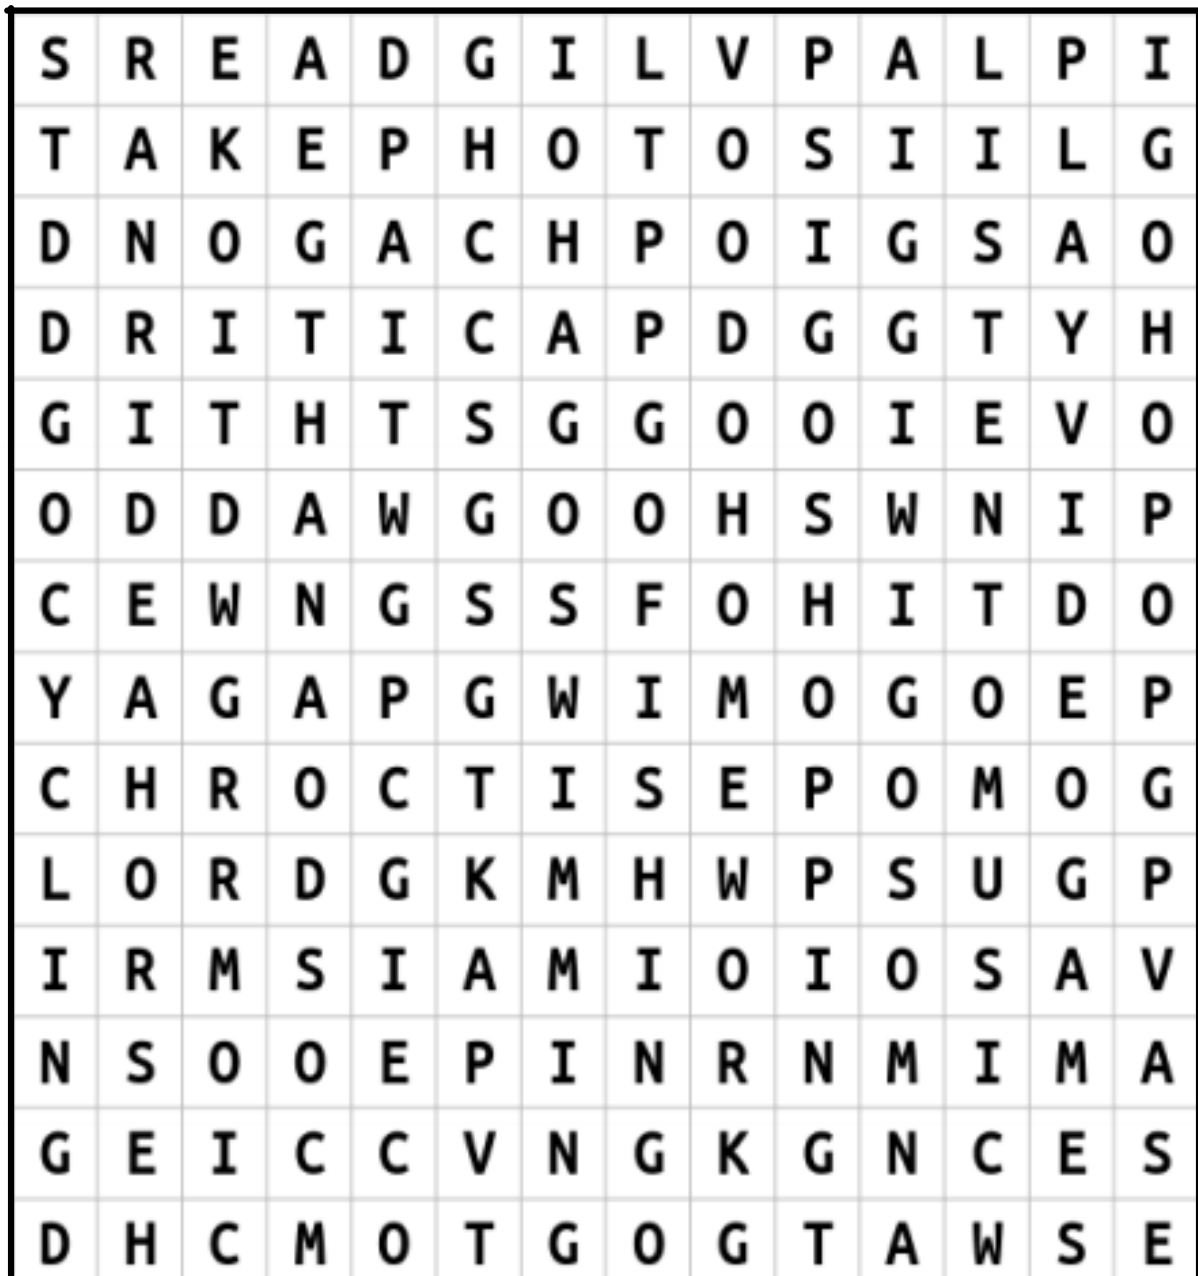 S R E A D G I L V P A L P I
T A K E P H O T O S I I L G
D N O G A C H P O I G S A O
D R I T I C A P D G G T Y H
G I T H T S G G O O I E V O
O D D A W G O O H S W N I P
C E W N G S S F O H I T D O
Y A G A P G W I M O G O E P
C H R O C T I S E P O M O G
L O R D G K M H W P S U G P
I R M S I A M I O I O S A V
N S O O E P I N R N M I M A
G E I C C V N G K G N C E S
D H C M O T G O G T A W S E